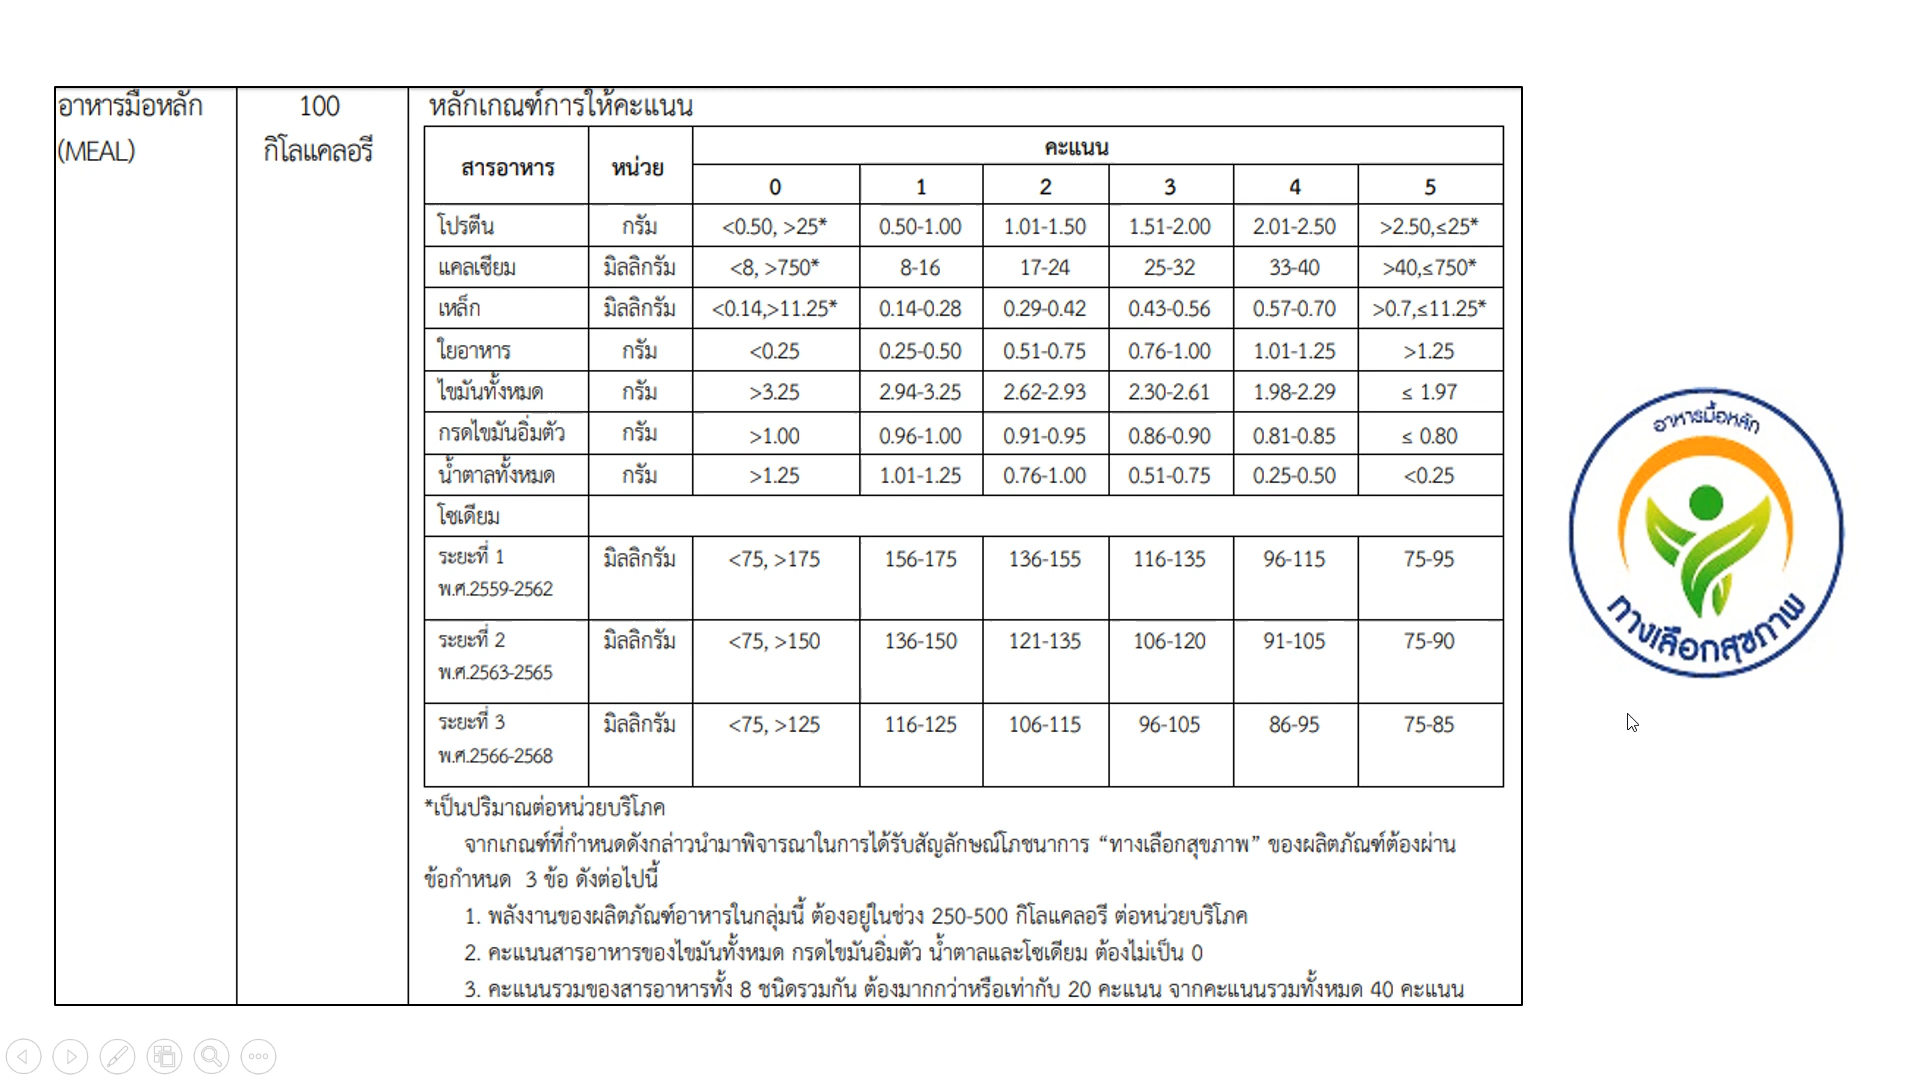 อาหารมื้อหลัก
(MEAL)
100
กิโลแคลอรี
หลักเกณฑ์การให้คะแนน
สารอาหาร หน่วย คะแนน
0 1 2 3 4 5
โปรตีน กรัม <0.50, >25* 0.50-1.00 1.01-1.50 1.51-2.00 2.01-2.50 >2.50,≤25*
แคลเซียม มิลลิกรัม <8, >750* 8-16 17-24 25-32 33-40 >40,≤750*
เหล็ก มิลลิกรัม <0.14,>11.25* 0.14-0.28 0.29-0.42 0.43-0.56 0.57-0.70 >0.7,≤11.25*
ใยอาหาร กรัม <0.25 0.25-0.50 0.51-0.75 0.76-1.00 1.01-1.25 >1.25
ไขมันทั้งหมด กรัม >3.25 2.94-3.25 2.62-2.93 2.30-2.61 1.98-2.29 ≤ 1.97
กรดไขมันอิ่มตัว กรัม >1.00 0.96-1.00 0.91-0.95 0.86-0.90 0.81-0.85 ≤ 0.80
น้ำตาลทั้งหมด กรัม >1.25 1.01-1.25 0.76-1.00 0.51-0.75 0.25-0.50 <0.25
โซเดียม
ระยะที่ 1 มิลลิกรัม <75, >175 156-175 136-155 116-135 96-115 75-95
พ.ศ.2559-2562
ระยะที่ 2 มิลลิกรัม <75, >150 136-150 121-135 106-120 91-105 75-90
พ.ศ.2563-2565
ระยะที่ 3 มิลลิกรัม <75, >125 116-125 106-115 96-105 86-95 75-85
พ.ศ.2566-2568
*เป็นปริมาณต่อหน่วยบริโภค
จากเกณฑ์ที่กำหนดดังกล่าวนำมาพิจารณาในการได้รับสัญลักษณ์โภชนาการ “ทางเลือกสุขภาพ” ของผลิตภัณฑ์ต้องผ่าน
ข้อกำหนด 3 ข้อ ดังต่อไปนี้
1. พลังงานของผลิตภัณฑ์อาหารในกลุ่มนี้ ต้องอยู่ในช่วง 250-500 กิโลแคลอรี ต่อหน่วยบริโภค
2. คะแนนสารอาหารของไขมันทั้งหมด กรดไขมันอิ่มตัว น้ำตาลและโซเดียม ต้องไม่เป็น 0
3. คะแนนรวมของสารอาหารทั้ง 8 ชนิดรวมกัน ต้องมากกว่าหรือเท่ากับ 20 คะแนน จากคะแนนรวมทั้งหมด 40 คะแนน
อาหารมื้อหลัก
ทางเลือกสุขภาพ